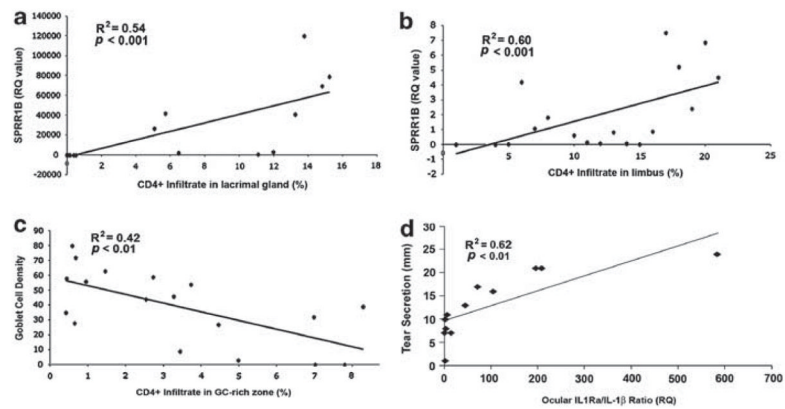 a
R²= 0.54
p < 0.001
SPRR1B (RQ value)
140000
120000
100000
80000
60000
40000
20000
0
-20000
0 2 4 6 8 10 12 14 16 18
CD4+ Infiltrate in lacrimal gland (%)
b
R²= 0.60
p < 0.001
SPRR1B (RQ value)
8
7
6
5
4
3
2
1
0
-1
-2
0 5 10 15 20 25
CD4+ Infiltrate in limbus (%)
c
R²= 0.42
p < 0.01
Goblet Cell Density
90
80
70
60
50
40
30
20
10
0
0 1 2 3 4 5 6 7 8
CD4+ Infiltrate in GC-rich zone (%)
d
R²= 0.62
p < 0.01
Tear Secretion (mm)
30
25
20
15
10
5
0
0 100 200 300 400 500 600 700
Ocular IL1Ra/IL-1β Ratio (RQ)